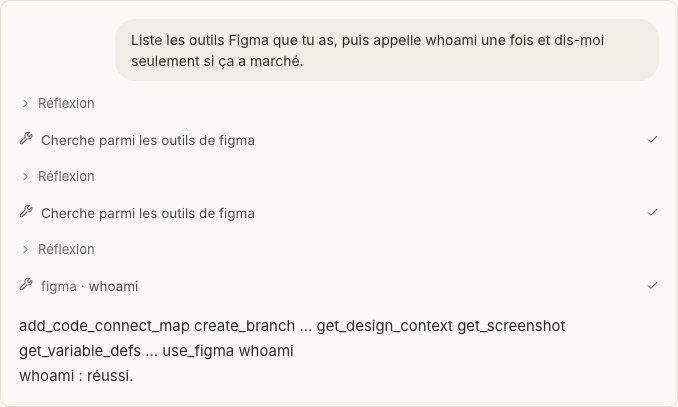 Liste les outils Figma que tu as, puis appelle whoami une fois et dis-moi
seulement si ça a marché.
Réflexion
Cherche parmi les outils de figma
Réflexion
Cherche parmi les outils de figma
Réflexion
figma · whoami
add_code_connect_map create_branch ... get_design_context get_screenshot
get_variable_defs ... use_figma whoami
whoami : réussi.